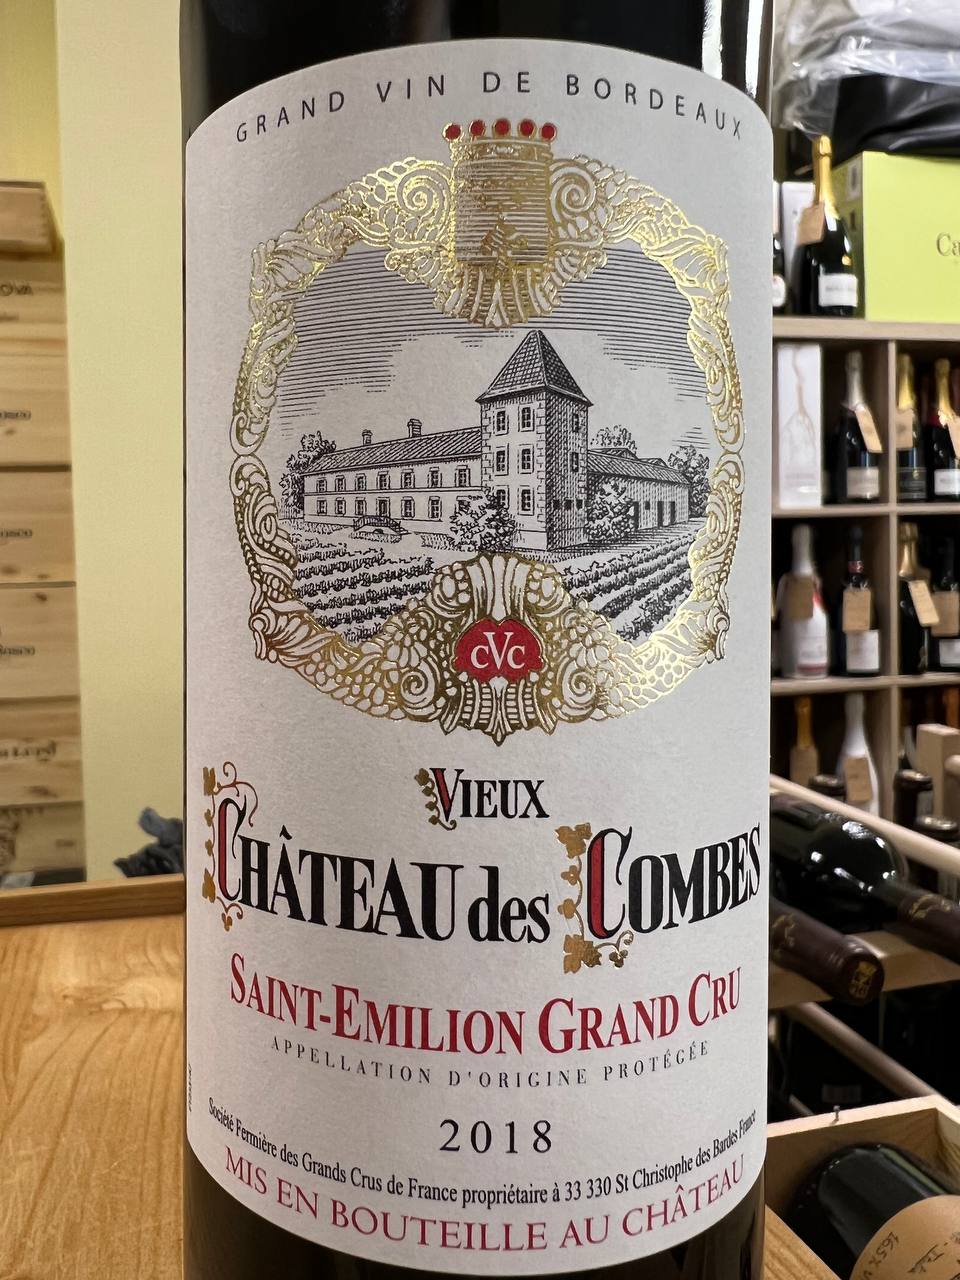 GRAND VIN DE BORDEAUX
CVC
VIEUX
CHÂTEAU des COMBES
SAINT-EMILION GRAND CRU
APPELLATION D'ORIGINE PROTÉGÉE
2018
Société Fermière des Grands Crus de France propriétaire à 33 330 St Christophe des Bardes France
MIS EN BOUTEILLE AU CHÂTEAU
Ca